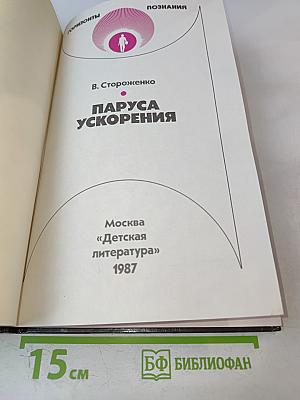 ГОРИЗОНТЫ ПОЗНАНИЯ
В. Стороженко
ПАРУСА
УСКОРЕНИЯ
Москва
«Детская
литература»
1987
15 см
БФ БИБЛИОФАН